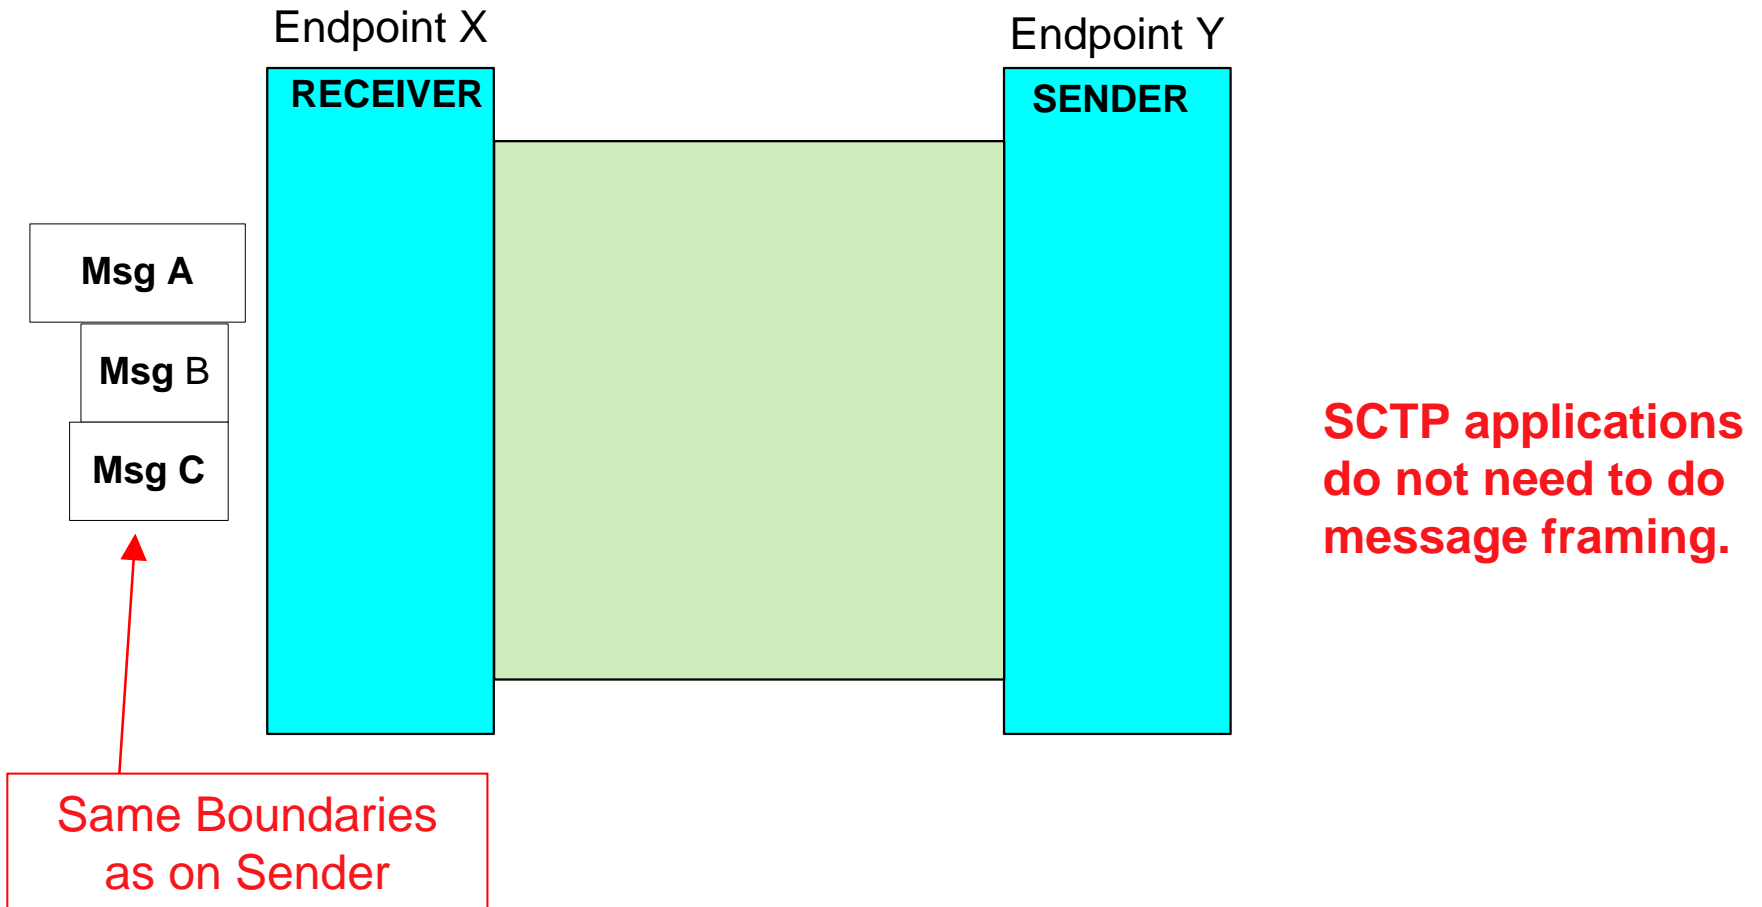 Endpoint X
Endpoint Y
RECEIVER
SENDER
Msg A
Msg B
Msg C
SCTP applications
do not need to do
message framing.
Same Boundaries
as on Sender